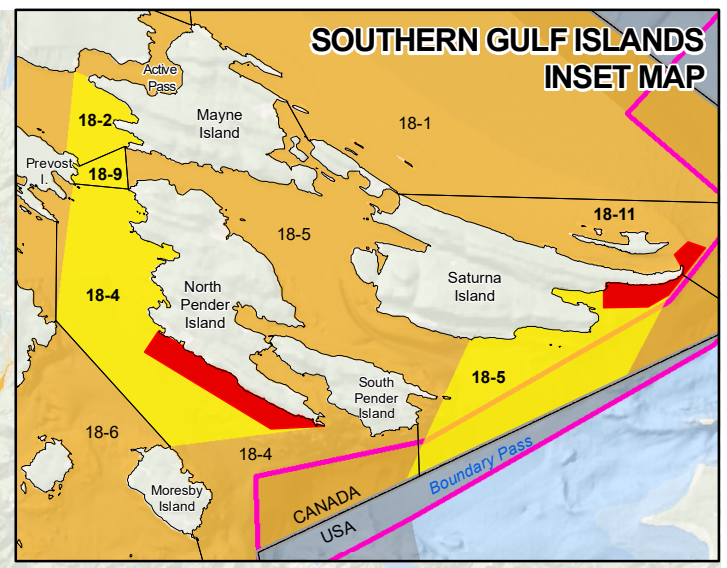 SOUTHERN GULF ISLANDS
INSET MAP
Active
Pass
18-2
Mayne
Island
18-1
Prevost
I.
18-9
18-11
18-5
18-4
North
Pender
Island
Saturna
Island
South
Pender
Island
18-5
18-6
18-4
Moresby
Island
Boundary Pass
CANADA
USA